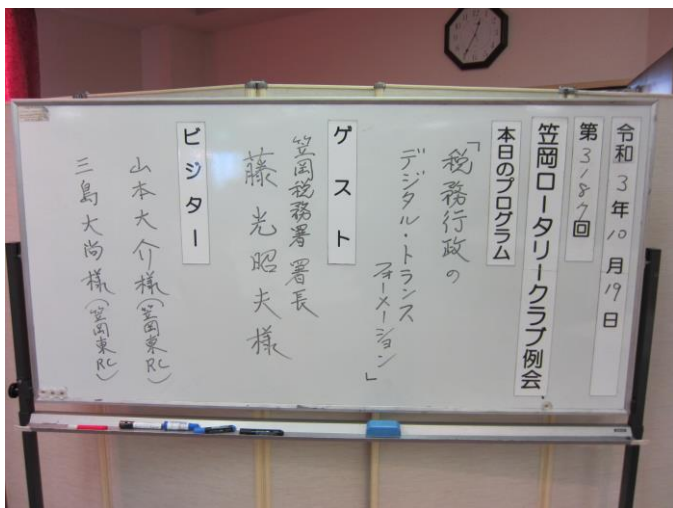 令和3年10月19日
第3187回
笠岡ロータリークラブ例会
本日のプログラム
「税務行政の
デジタル・トランス
フォーメーション」
ゲスト
笠岡税務署 署長
藤光昭夫様
ビジター
山本大介様(笠岡東RC)
三島大尚様(笠岡東RC)